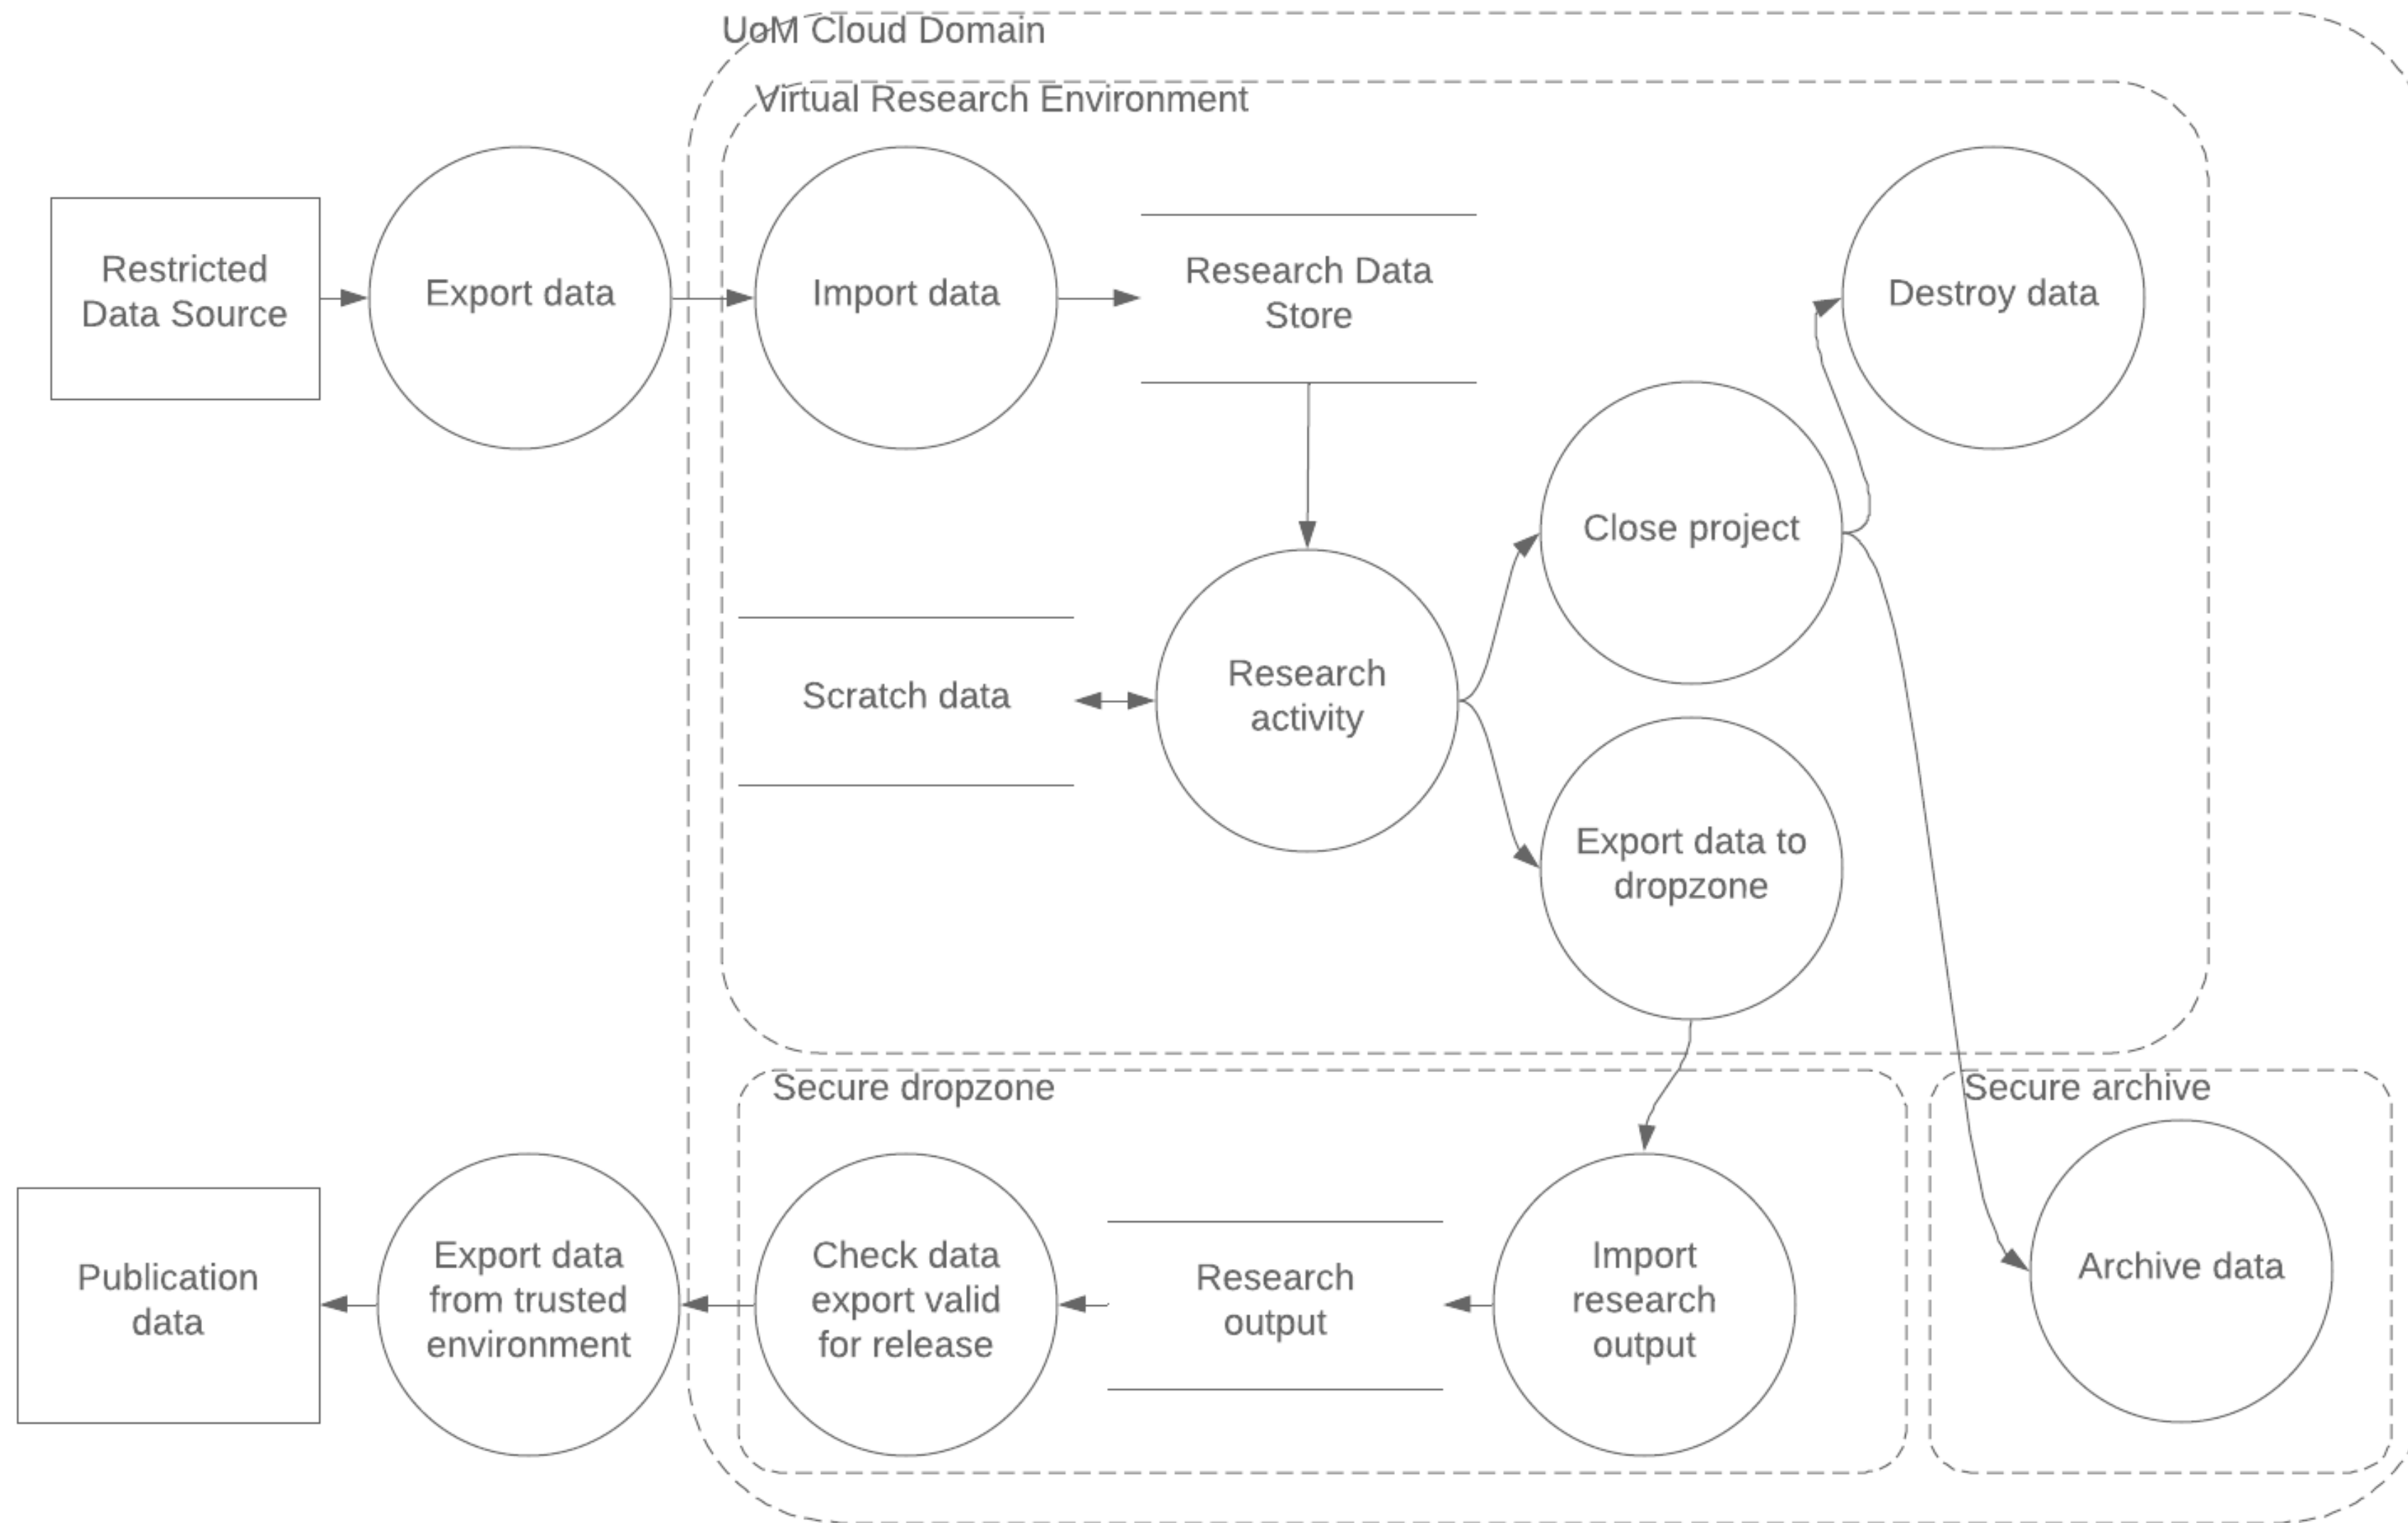 UoM Cloud Domain
Virtual Research Environment
Restricted
Data Source
Export data
Import data
Research Data
Store
Destroy data
Close project
Scratch data
Research
activity
Export data to
dropzone
Secure dropzone
Secure archive
Publication
data
Export data
from trusted
environment
Check data
export valid
for release
Research
output
Import
research
output
Archive data